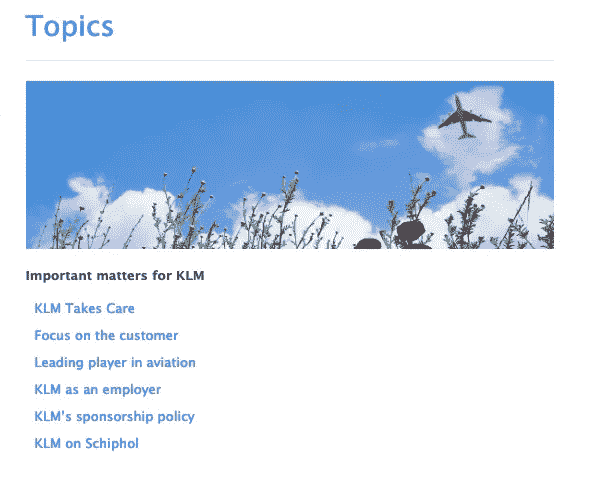 Topics
Important matters for KLM
KLM Takes Care
Focus on the customer
Leading player in aviation
KLM as an employer
KLM's sponsorship policy
KLM on Schiphol